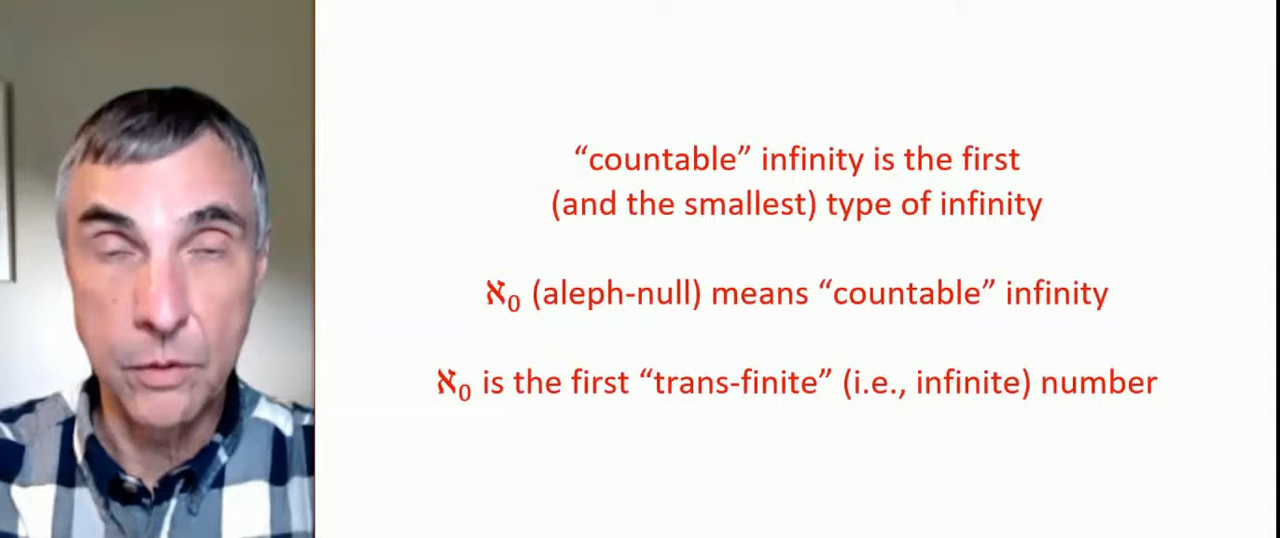 “countable” infinity is the first
(and the smallest) type of infinity
ℵ₀ (aleph-null) means “countable” infinity
ℵ₀ is the first “trans-finite” (i.e., infinite) number